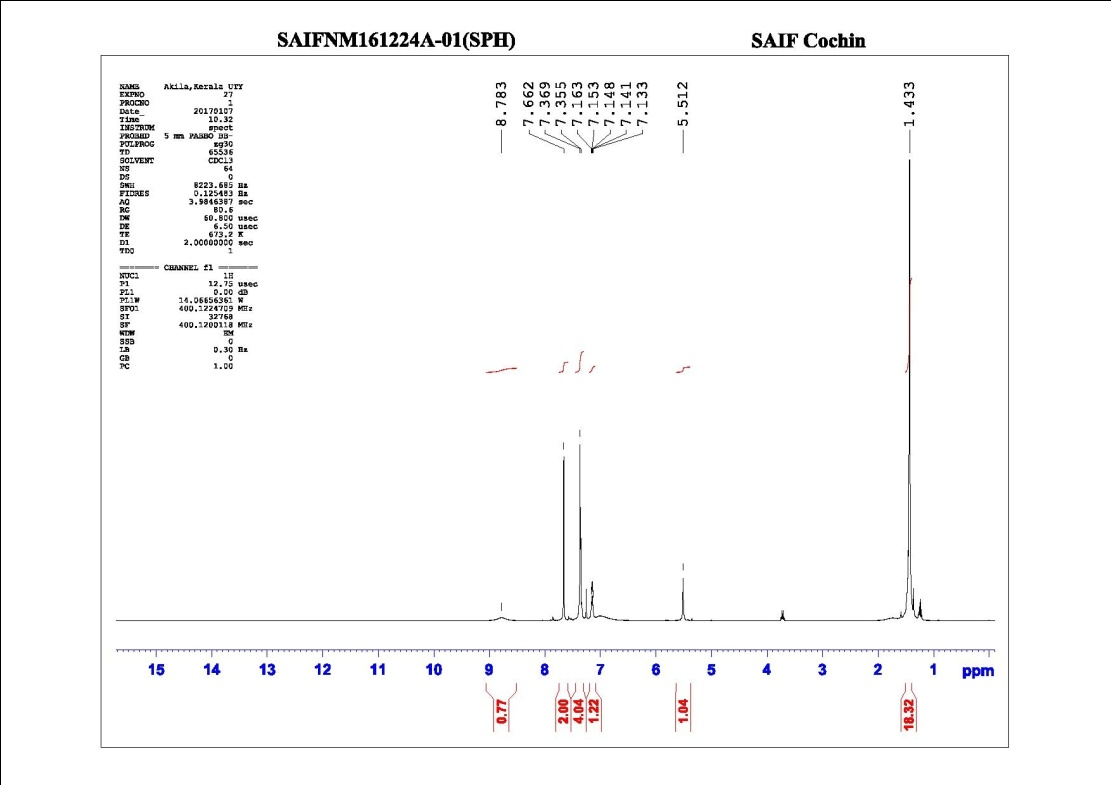 SAIFNM161224A-01(SPH) SAIF Cochin
NAME Akila,Kerala UTY
EXPNO 27
PROCNO 1
Date_ 20170107
Time 10.32
INSTRUM spect
PROBHD 5 mm PABBO BB-
PULPROG zg30
TD 65536
SOLVENT CDCl3
NS 64
DS 0
SWH 8223.685 Hz
FIDRES 0.125483 Hz
AQ 3.9846387 sec
RG 80.6
DW 60.800 usec
DE 6.50 usec
TE 673.2 K
D1 2.00000000 sec
TD0 1
======== CHANNEL f1 ========
NUC1 1H
P1 12.75 usec
PL1 0.00 dB
PL1W 14.06656361 W
SFO1 400.1224709 MHz
SI 32768
SF 400.1200118 MHz
WDW EM
SSB 0
LB 0.30 Hz
GB 0
PC 1.00
8.783
7.662
7.369
7.355
7.163
7.153
7.148
7.141
7.133
5.512
1.433
15 14 13 12 11 10 9 8 7 6 5 4 3 2 1 ppm
0.77
2.00
4.04
1.22
1.04
18.32